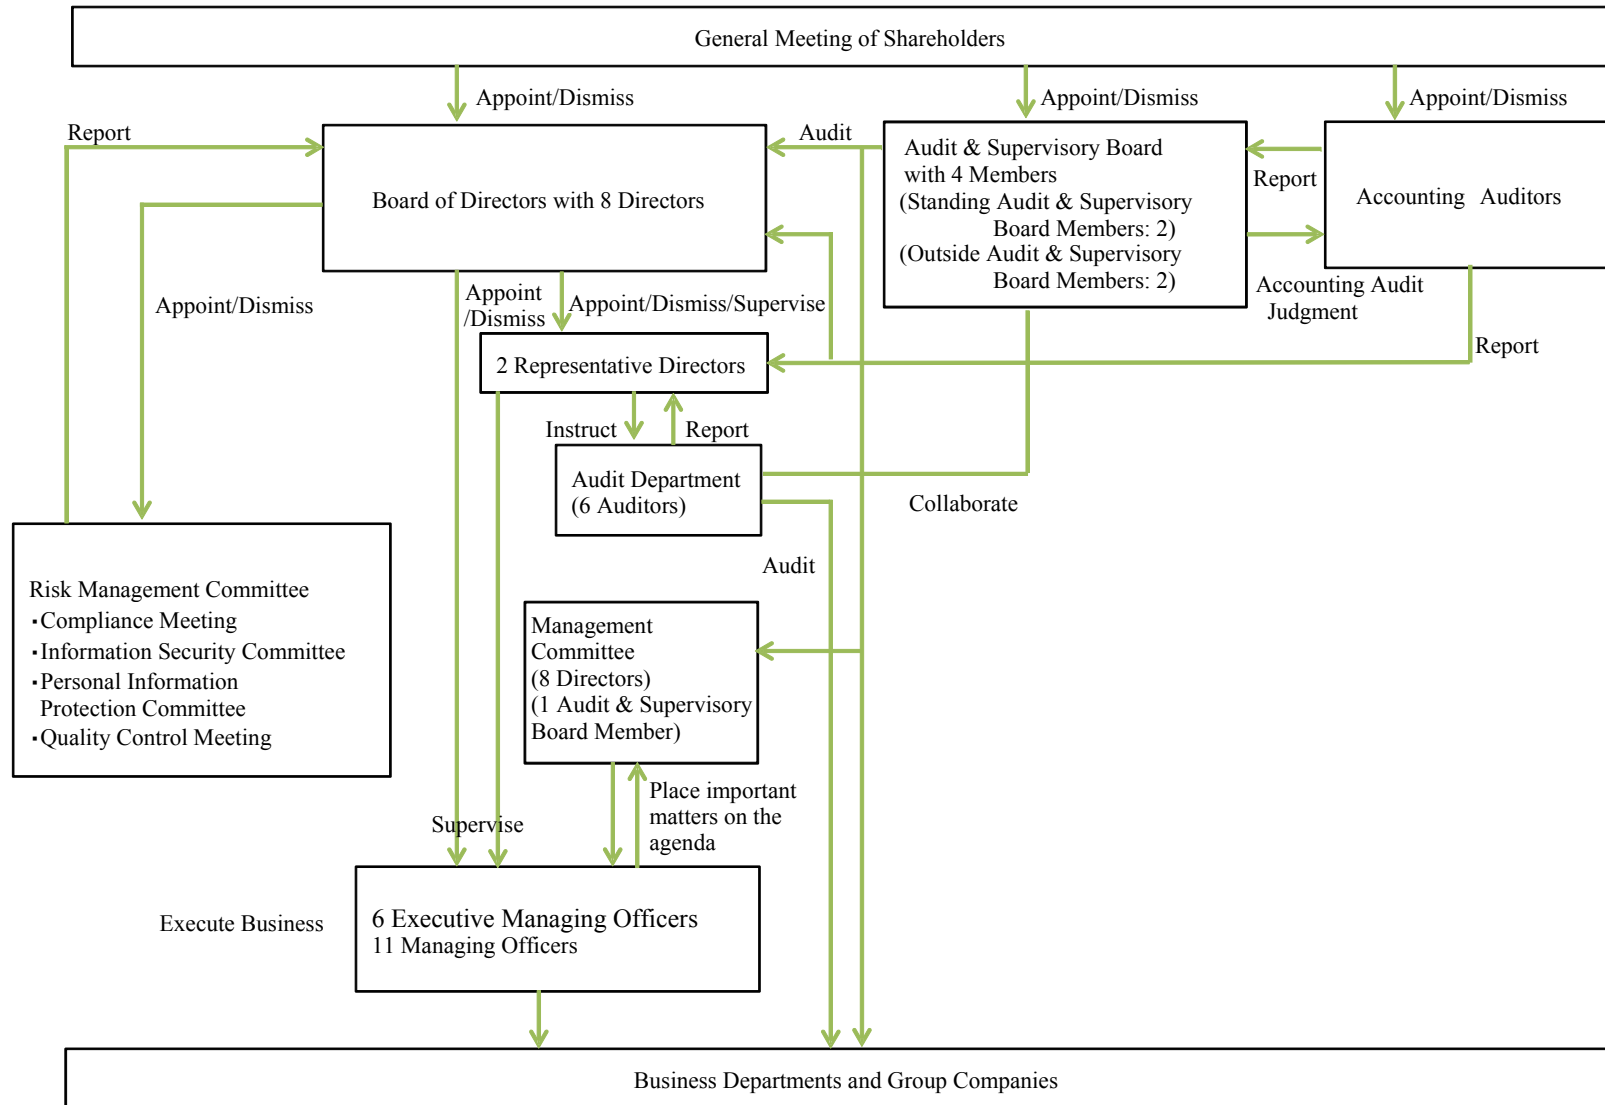 General Meeting of Shareholders
Appoint/Dismiss
Appoint/Dismiss
Appoint/Dismiss
Report
Audit
Board of Directors with 8 Directors
Audit & Supervisory Board
with 4 Members
(Standing Audit & Supervisory
Board Members: 2)
(Outside Audit & Supervisory
Board Members: 2)
Report
Accounting Auditors
Accounting Audit
Judgment
Appoint/Dismiss
Appoint
/Dismiss
Appoint/Dismiss/Supervise
Report
2 Representative Directors
Instruct
Report
Audit Department
(6 Auditors)
Collaborate
Audit
Risk Management Committee
・Compliance Meeting
・Information Security Committee
・Personal Information
Protection Committee
・Quality Control Meeting
Management
Committee
(8 Directors)
(1 Audit & Supervisory
Board Member)
Place important
matters on the
agenda
Supervise
Execute Business
6 Executive Managing Officers
11 Managing Officers
Business Departments and Group Companies